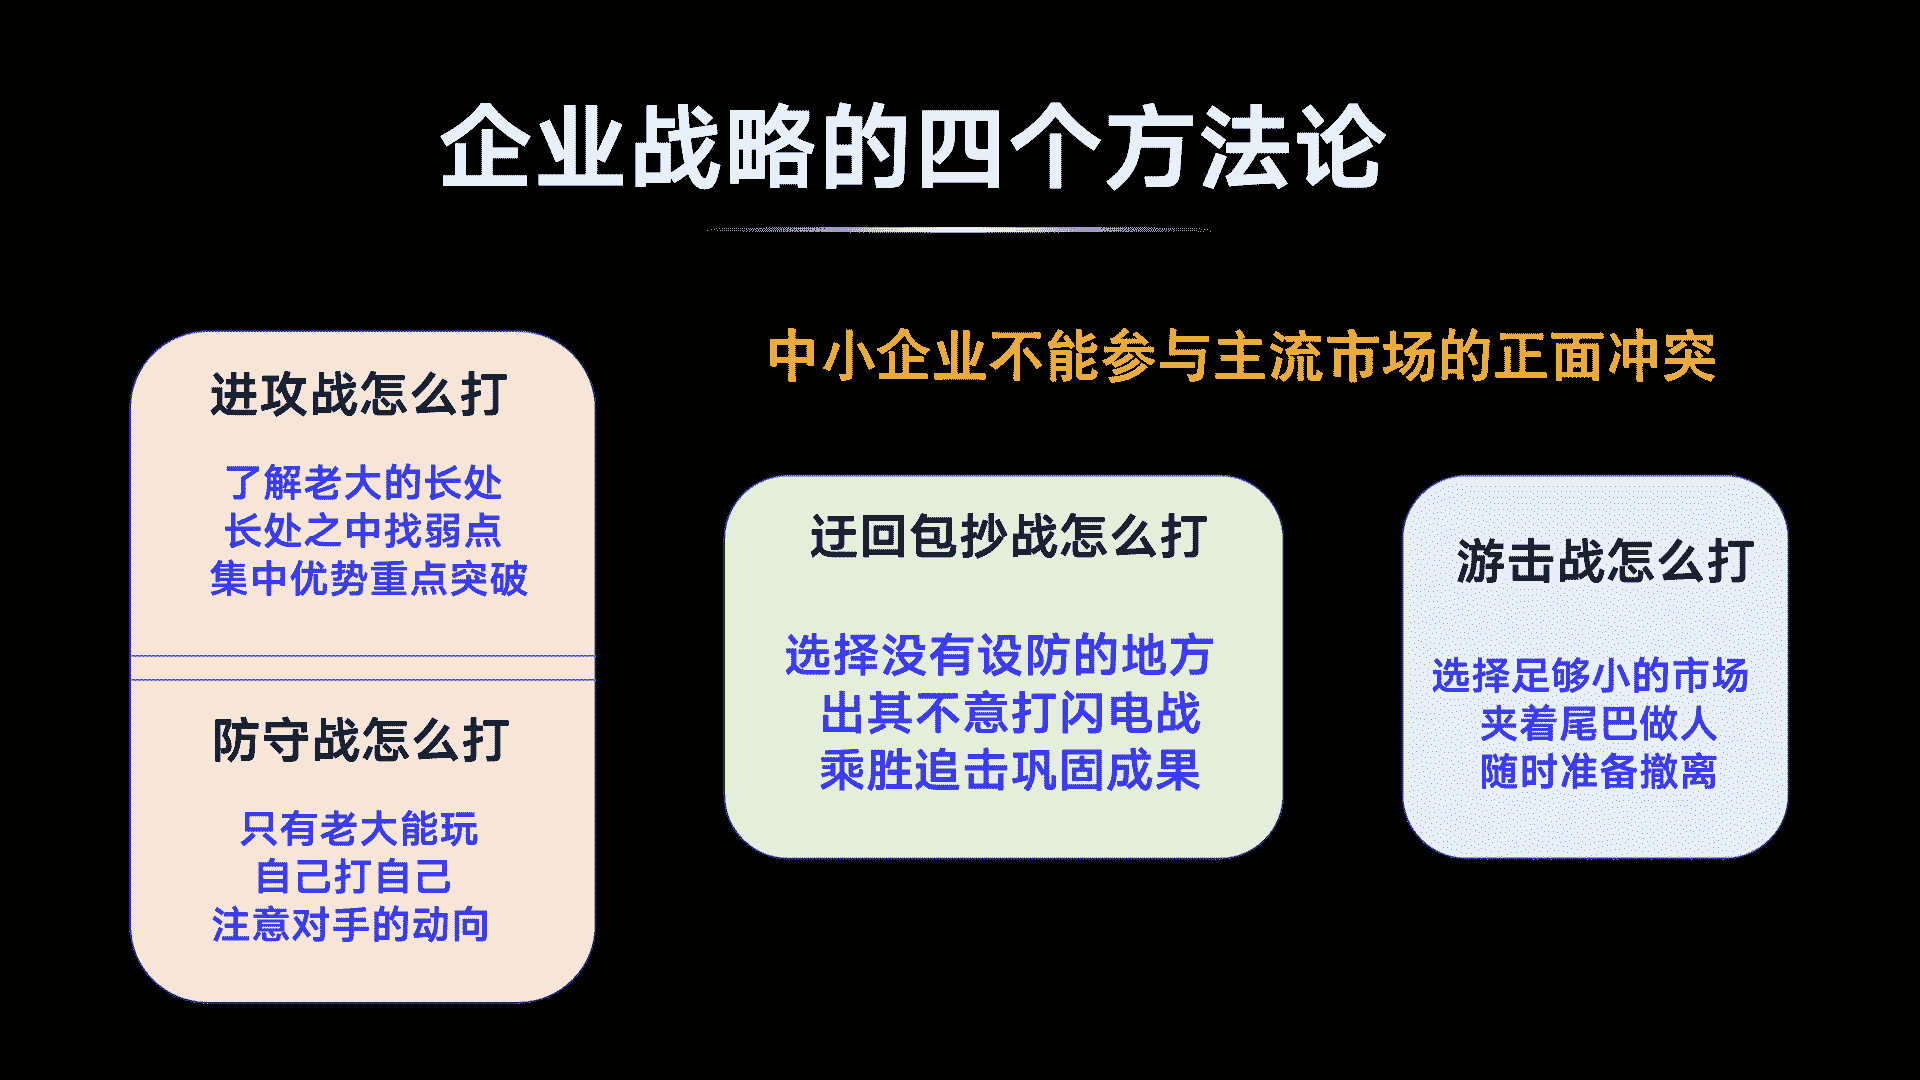 企业战略的四个方法论
进攻战怎么打
了解老大的长处
长处之中找弱点
集中优势重点突破
防守战怎么打
只有老大能玩
自己打自己
注意对手的动向
中小企业不能参与主流市场的正面冲突
迂回包抄战怎么打
选择没有设防的地方
出其不意打闪电战
乘胜追击巩固成果
游击战怎么打
选择足够小的市场
夹着尾巴做人
随时准备撤离